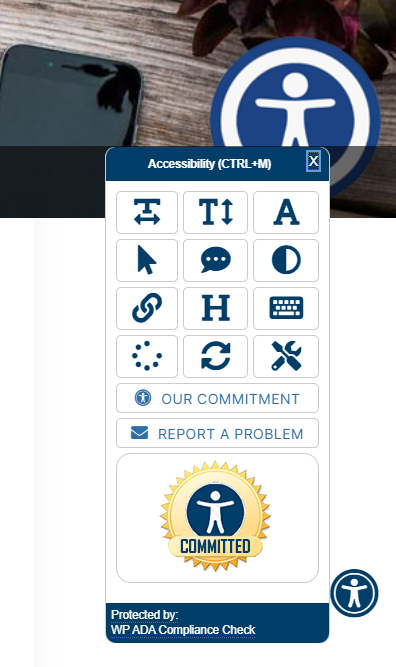 Accessibility (CTRL+M)
X
T
T
A
H
OUR COMMITMENT
REPORT A PROBLEM
COMMITTED
Protected by:
WP ADA Compliance Check